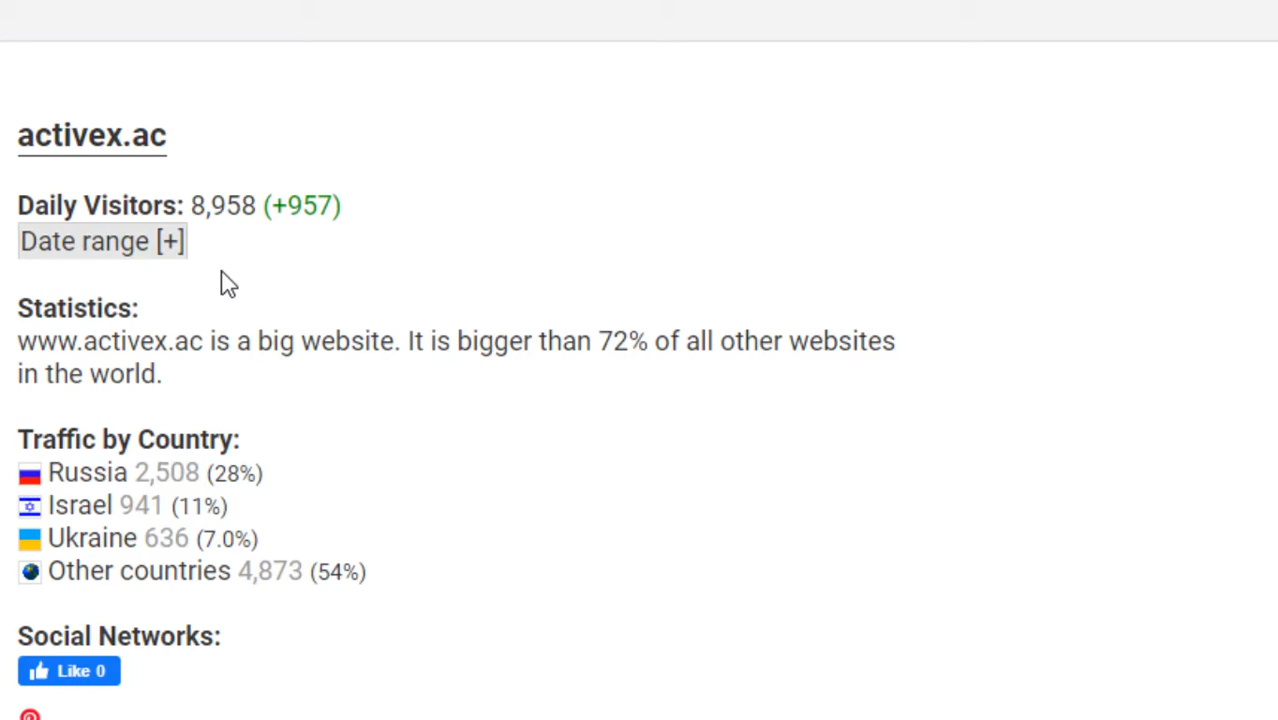 activex.ac
Daily Visitors: 8,958 (+957)
Date range [+]
Statistics:
www.activex.ac is a big website. It is bigger than 72% of all other websites
in the world.
Traffic by Country:
Russia 2,508 (28%)
Israel 941 (11%)
Ukraine 636 (7.0%)
Other countries 4,873 (54%)
Social Networks:
Like 0